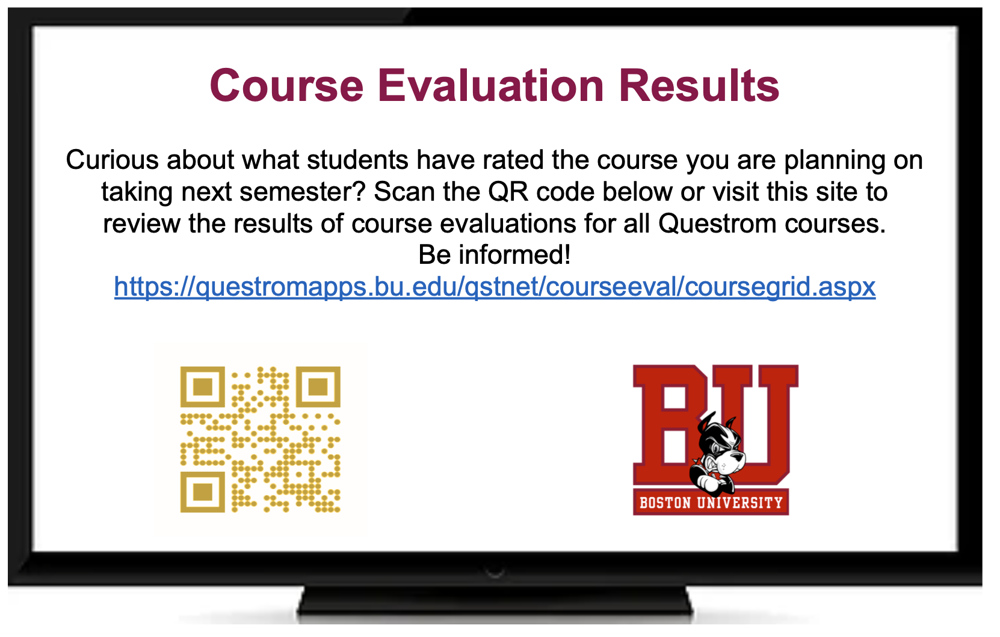 Course Evaluation Results
Curious about what students have rated the course you are planning on
taking next semester? Scan the QR code below or visit this site to
review the results of course evaluations for all Questrom courses.
Be informed!
https://questromapps.bu.edu/qstnet/courseeval/coursegrid.aspx
BU
BOSTON UNIVERSITY